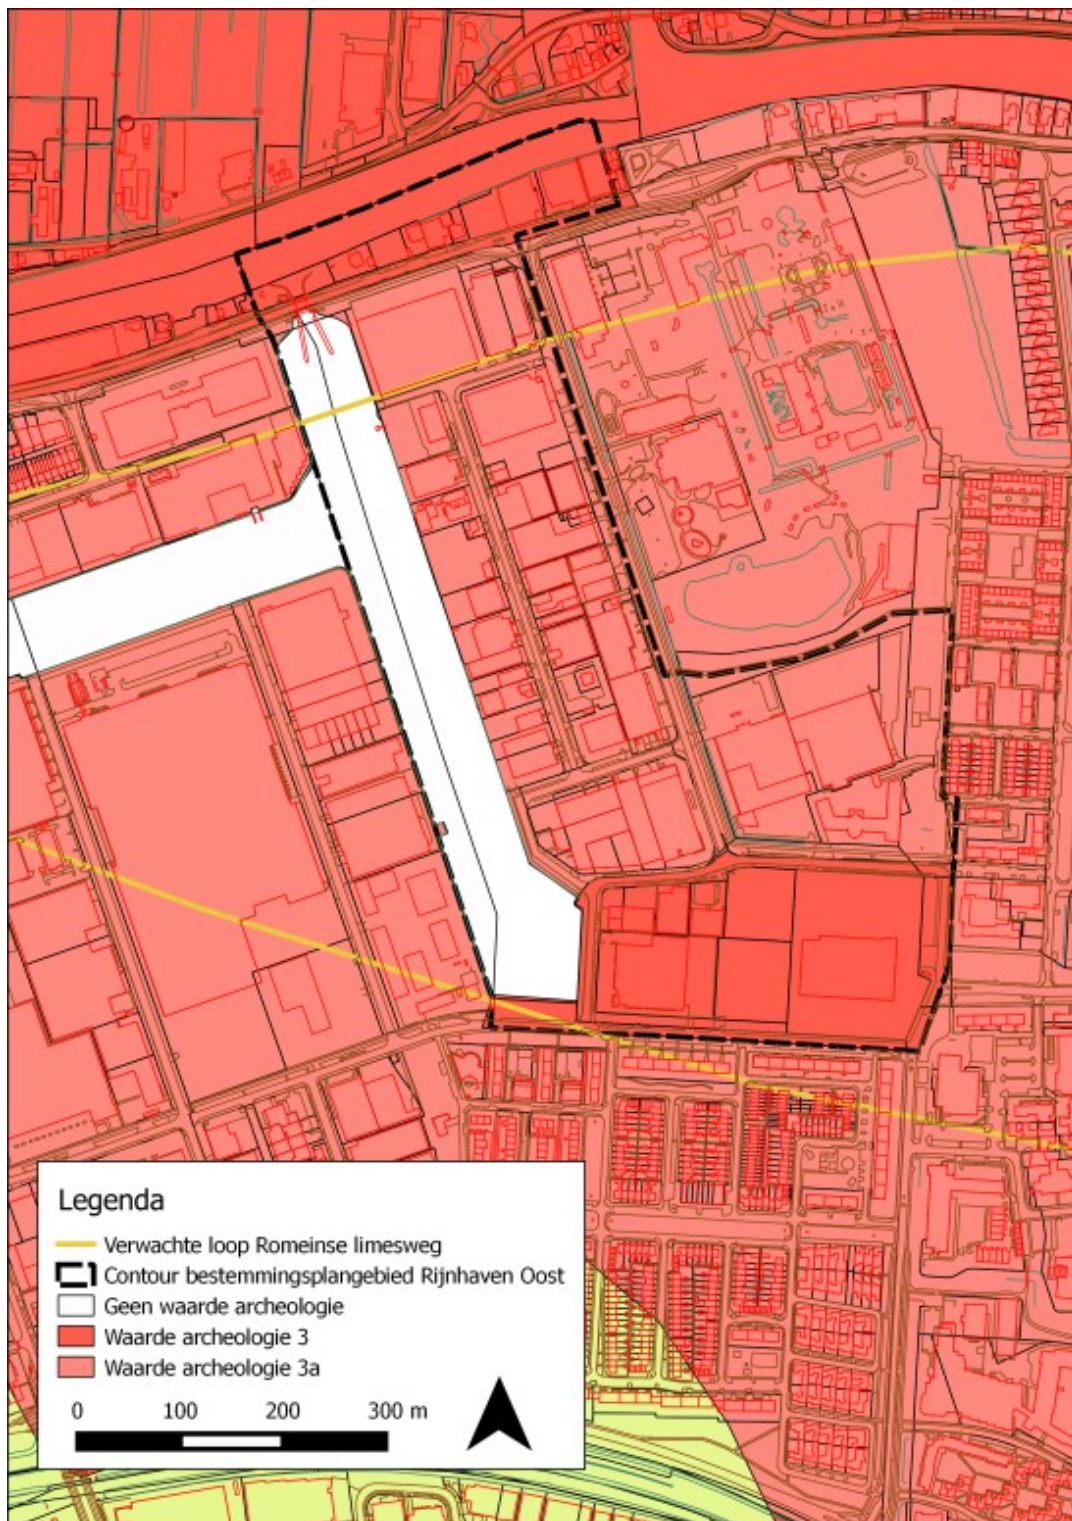 Legenda
Verwachte loop Romeinse limesweg
Contour bestemmingsplangebied Rijnhaven Oost
Geen waarde archeologie
Waarde archeologie 3
Waarde archeologie 3a
0 100 200 300 m